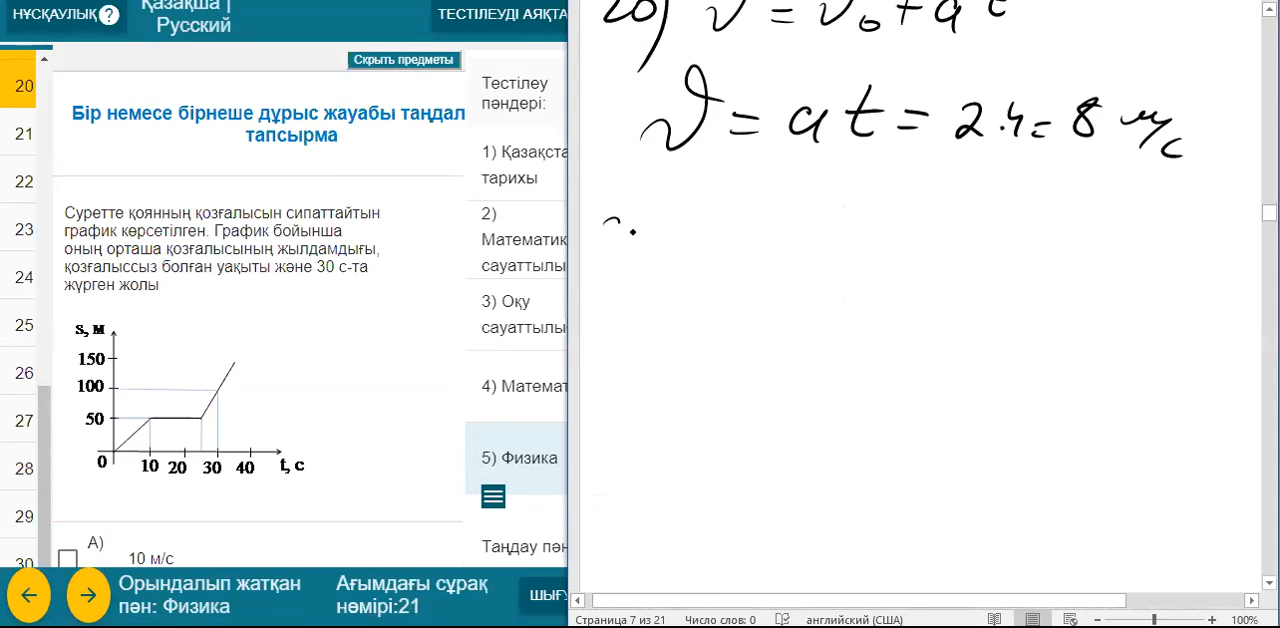 НҰСҚАУЛЫҚ ?
Қазақша |
Русский
ТЕСТІЛЕУДІ АЯҚТА
20
21
22
23
24
25
26
27
28
29
30
Скрыть предметы
Бір немесе бірнеше дұрыс жауабы таңдал
тапсырма
Суретте қоянның қозғалысын сипаттайтын
график көрсетілген. График бойынша
оның орташа қозғалысының жылдамдығы,
қозғалыссыз болған уақыты және 30 с-та
жүрген жолы
s, м
150
100
50
0 10 20 30 40 t, с
A)
10 м/с
Тестілеу
пәндері:
1) Қазақста
тарихы
2)
Математик
сауаттылы
3) Оқу
сауаттылы
4) Математ
5) Физика
Таңдау пән
Орындалып жатқан
пән: Физика
Ағымдағы сұрақ
нөмірі:21
ШЫҒУ
20) v = v₀ + at
v = at = 2·4 = 8 м/с
Страница 7 из 21 Число слов: 0 английский (США) 100%